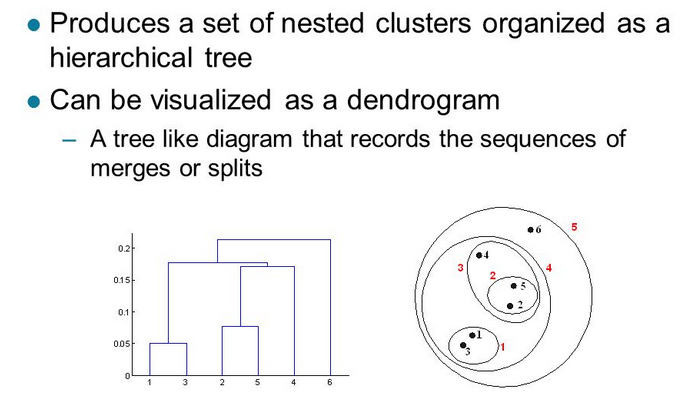 Produces a set of nested clusters organized as a
hierarchical tree
Can be visualized as a dendrogram
– A tree like diagram that records the sequences of
merges or splits
0.2
0.15
0.1
0.05
0
1 3 2 5 4 6
6 5
4
3 2 4
5
2
1
3 1